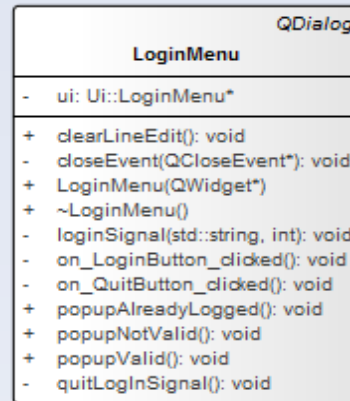 QDialog
LoginMenu
- ui: Ui::LoginMenu*
+ clearLineEdit(): void
- closeEvent(QCloseEvent*): void
+ LoginMenu(QWidget*)
+ ~LoginMenu()
- loginSignal(std::string, int): void
- on_LoginButton_clicked(): void
- on_QuitButton_clicked(): void
+ popupAlreadyLogged(): void
+ popupNotValid(): void
+ popupValid(): void
- quitLogInSignal(): void